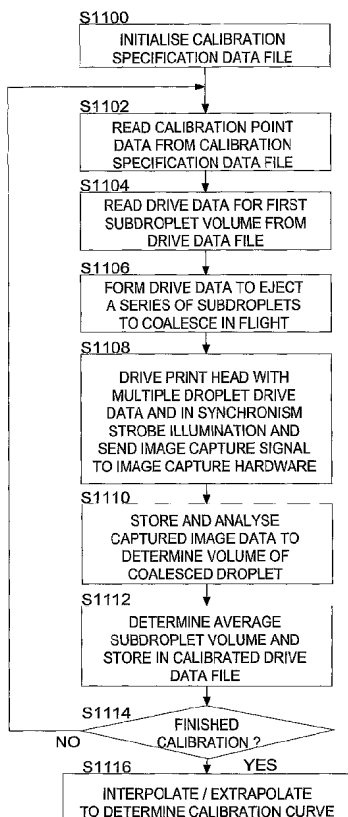 S1100
INITIALISE CALIBRATION
SPECIFICATION DATA FILE
S1102
READ CALIBRATION POINT
DATA FROM CALIBRATION
SPECIFICATION DATA FILE
S1104
READ DRIVE DATA FOR FIRST
SUBDROPLET VOLUME FROM
DRIVE DATA FILE
S1106
FORM DRIVE DATA TO EJECT
A SERIES OF SUBDROPLETS
TO COALESCE IN FLIGHT
S1108
DRIVE PRINT HEAD WITH
MULTIPLE DROPLET DRIVE
DATA AND IN SYNCHRONISM
STROBE ILLUMINATION AND
SEND IMAGE CAPTURE SIGNAL
TO IMAGE CAPTURE HARDWARE
S1110
STORE AND ANALYSE
CAPTURED IMAGE DATA TO
DETERMINE VOLUME OF
COALESCED DROPLET
S1112
DETERMINE AVERAGE
SUBDROPLET VOLUME AND
STORE IN CALIBRATED DRIVE
DATA FILE
S1114
FINISHED
CALIBRATION ?
NO
YES
S1116
INTERPOLATE / EXTRAPOLATE
TO DETERMINE CALIBRATION CURVE